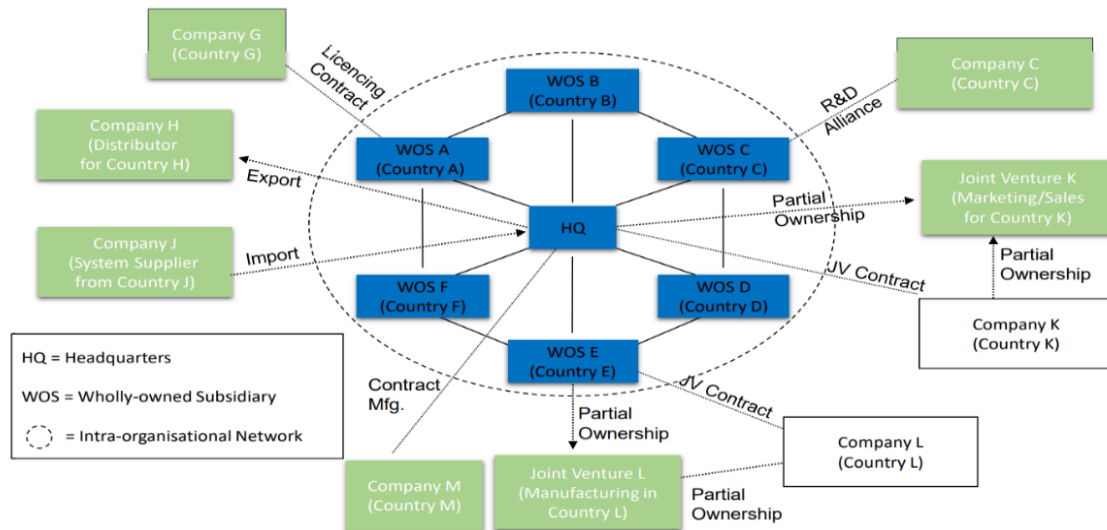 Company G
(Country G)
Licencing
Contract
WOS B
(Country B)
R&D
Alliance
Company C
(Country C)
Company H
(Distributor
for Country H)
Export
WOS A
(Country A)
WOS C
(Country C)
Partial
Ownership
Joint Venture K
(Marketing/Sales
for Country K)
Company J
(System Supplier
from Country J)
Import
HQ
JV Contract
Partial
Ownership
WOS F
(Country F)
WOS D
(Country D)
Company K
(Country K)
HQ = Headquarters
WOS = Wholly-owned Subsidiary
= Intra-organisational Network
WOS E
(Country E)
Contract
Mfg.
JV Contract
Partial
Ownership
Company L
(Country L)
Company M
(Country M)
Joint Venture L
(Manufacturing in
Country L)
Partial
Ownership